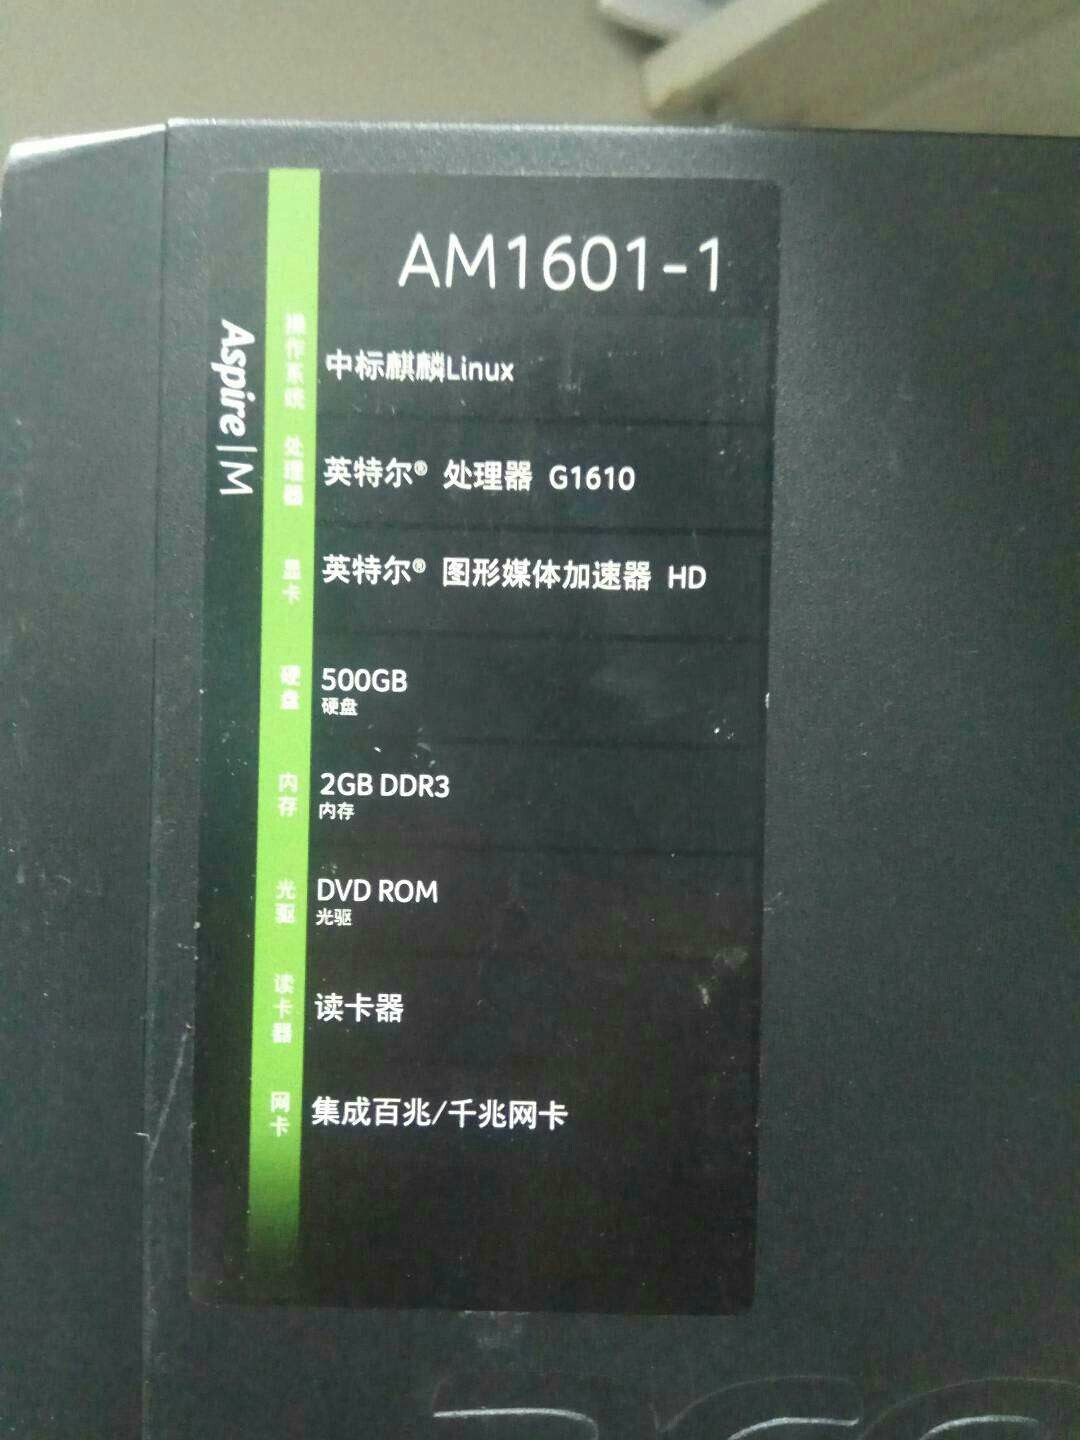 AM1601-1
Aspire | M
操作系统
中标麒麟Linux
处理器
英特尔® 处理器 G1610
显卡
英特尔® 图形媒体加速器 HD
硬盘
500GB
硬盘
内存
2GB DDR3
内存
光驱
DVD ROM
光驱
读卡器
读卡器
网卡
集成百兆/千兆网卡